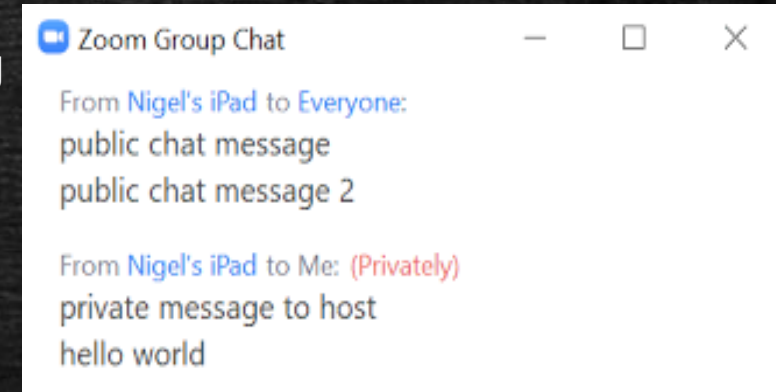 Zoom Group Chat
From Nigel's iPad to Everyone:
public chat message
public chat message 2
From Nigel's iPad to Me: (Privately)
private message to host
hello world